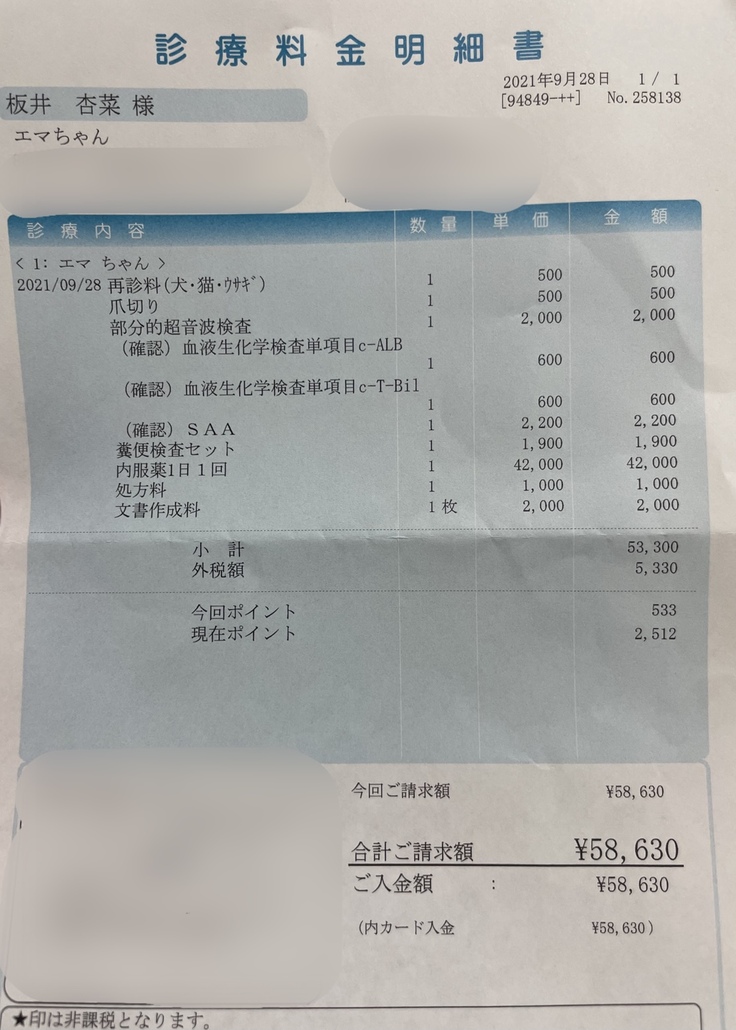 診療料金明細書
2021年9月28日 1/ 1
[94849-++] No.258138
板井 杏菜 様
エマちゃん
診療内容 数量 単価 金額
< 1: エマ ちゃん >
2021/09/28 再診料(犬・猫・ｳｻｷﾞ) 1 500 500
爪切り 1 500 500
部分的超音波検査 1 2,000 2,000
(確認) 血液生化学検査単項目c-ALB
1 600 600
(確認) 血液生化学検査単項目c-T-Bil
1 600 600
(確認) ＳＡＡ 1 2,200 2,200
糞便検査セット 1 1,900 1,900
内服薬1日１回 1 42,000 42,000
処方料 1 1,000 1,000
文書作成料 1 枚 2,000 2,000
小 計 53,300
外税額 5,330
今回ポイント 533
現在ポイント 2,512
今回ご請求額 ¥58,630
合計ご請求額 ¥58,630
ご入金額 : ¥58,630
(内カード入金 ¥58,630)
★印は非課税となります。